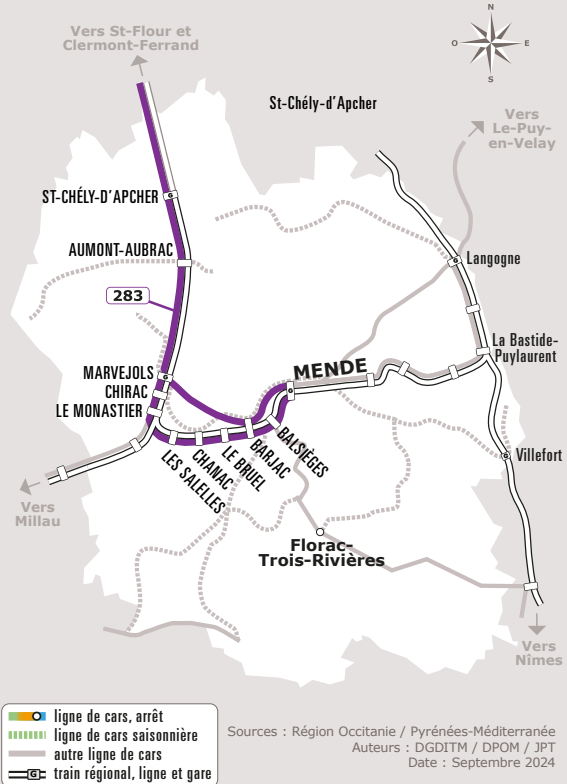 Vers St-Flour et
Clermont-Ferrand
N
O
E
S
St-Chély-d'Apcher
Vers
Le-Puy-
en-Velay
ST-CHÉLY-D'APCHER
G
AUMONT-AUBRAC
Langogne
G
283
La Bastide-
Puylaurent
MARVEJOLS
G
CHIRAC
LE MONASTIER
MENDE
G
BALSIÈGES
BARJAC
LE BRUEL
CHANAC
LES SALELLES
Villefort
G
Vers
Millau
Florac-
Trois-Rivières
Vers
Nîmes
ligne de cars, arrêt
ligne de cars saisonnière
autre ligne de cars
G
train régional, ligne et gare
Sources : Région Occitanie / Pyrénées-Méditerranée
Auteurs : DGDITM / DPOM / JPT
Date : Septembre 2024